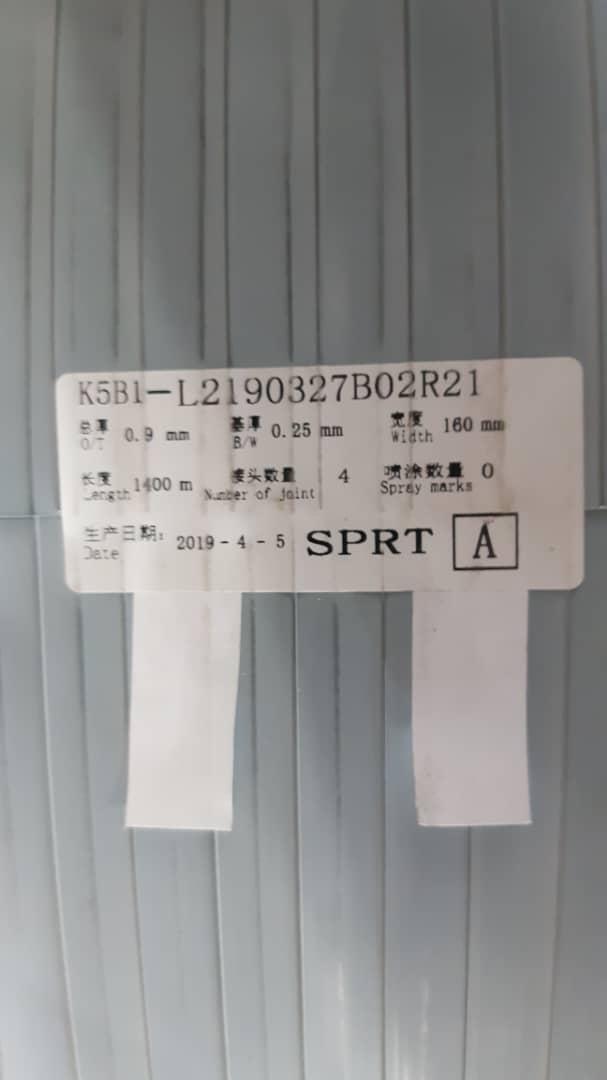 K5B1-L2190327B02R21
总厚 0.9 mm 基厚 0.25 mm 宽度 160 mm
O/T B/W Width
长度 1400 m 接头数量 4 喷涂数量 0
Length Number of joint Spray marks
生产日期: 2019-4-5 SPRT A
Date